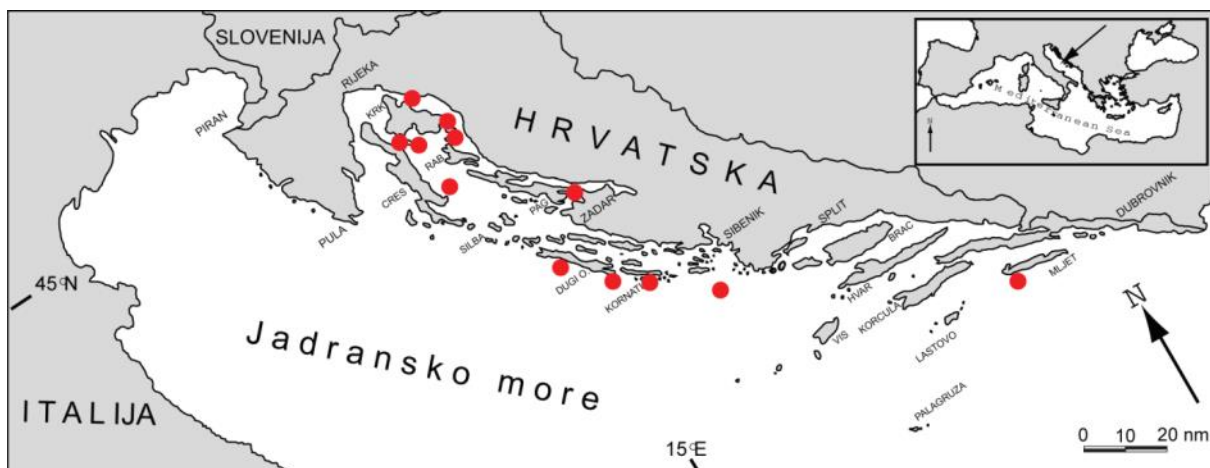 SLOVENIJA
RIJEKA
PIRAN
KRK
HRVATSKA
RAB
CRES
PULA
PAG
ZADAR
SILBA
SIBENIK
SPLIT
DUBROVNIK
BRAC
DUGI O.
KORNATI
HVAR
KORCULA
MLJET
VIS
LASTOVO
PALAGRUZA
45°N
Jadransko more
ITALIJA
15°E
N
0 10 20 nm
Mediterranean Sea
N